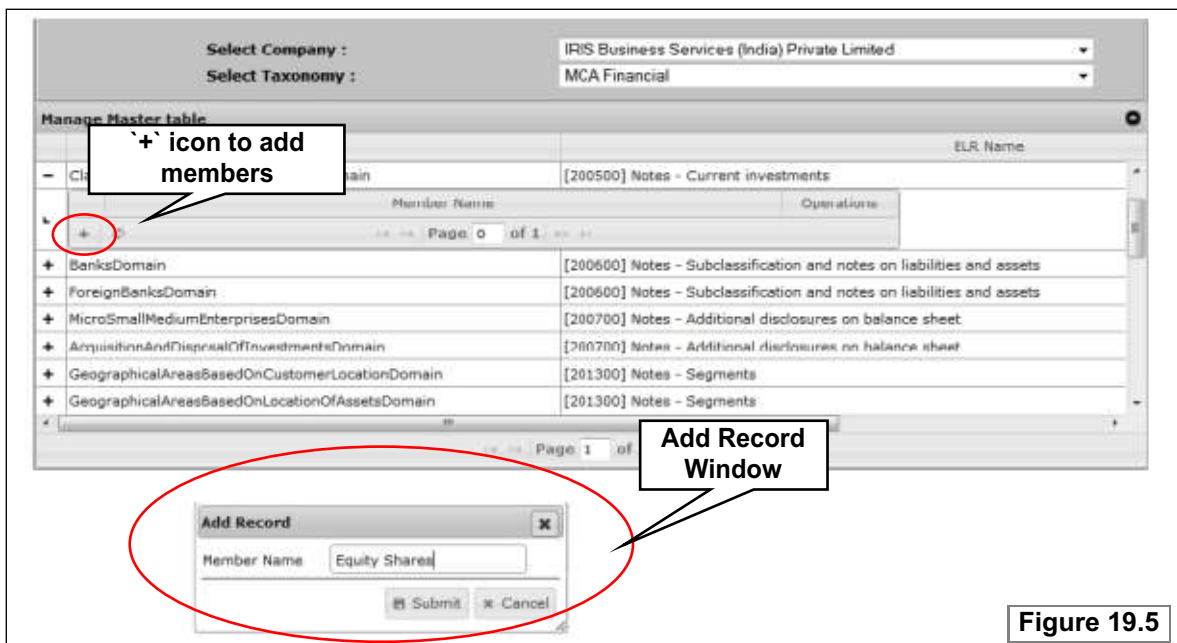 Select Company : IRIS Business Services (India) Private Limited
Select Taxonomy : MCA Financial
Manage Master table
`+` icon to add
members
ELR Name
- Cla ain [200500] Notes - Current investments
Member Name Operations
+ Page 0 of 1
+ BanksDomain [200600] Notes - Subclassification and notes on liabilities and assets
+ ForeignBanksDomain [200600] Notes - Subclassification and notes on liabilities and assets
+ MicroSmallMediumEnterprisesDomain [200700] Notes - Additional disclosures on balance sheet
+ AcquisitionAndDisposalOfInvestmentsDomain [200700] Notes - Additional disclosures on balance sheet
+ GeographicalAreasBasedOnCustomerLocationDomain [201300] Notes - Segments
+ GeographicalAreasBasedOnLocationOfAssetsDomain [201300] Notes - Segments
Page 1 of
Add Record
Window
Add Record
Member Name Equity Shares
Submit Cancel
Figure 19.5